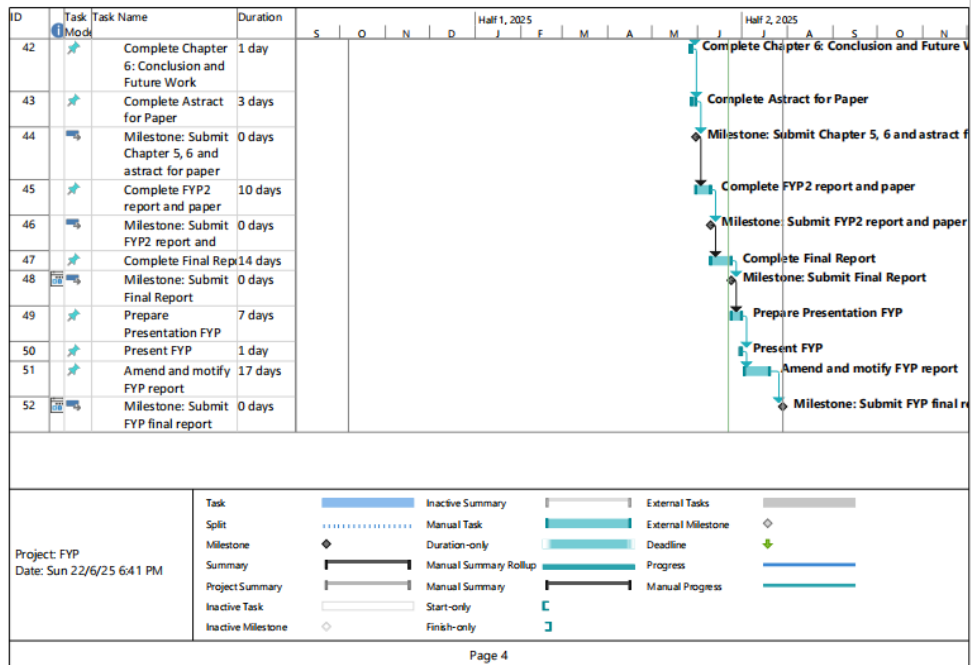 ID Task Mode Task Name Duration Half 1, 2025 Half 2, 2025
S O N D J F M A M J J A S O N
42 Complete Chapter 6: Conclusion and Future Work 1 day Complete Chapter 6: Conclusion and Future W
43 Complete Astract for Paper 3 days Complete Astract for Paper
44 Milestone: Submit Chapter 5, 6 and astract for paper 0 days Milestone: Submit Chapter 5, 6 and astract f
45 Complete FYP2 report and paper 10 days Complete FYP2 report and paper
46 Milestone: Submit FYP2 report and 0 days Milestone: Submit FYP2 report and paper
47 Complete Final Rep 14 days Complete Final Report
48 Milestone: Submit Final Report 0 days Milestone: Submit Final Report
49 Prepare Presentation FYP 7 days Prepare Presentation FYP
50 Present FYP 1 day Present FYP
51 Amend and motify FYP report 17 days Amend and motify FYP report
52 Milestone: Submit FYP final report 0 days Milestone: Submit FYP final re
Project: FYP
Date: Sun 22/6/25 6:41 PM
Task Inactive Summary External Tasks
Split Manual Task External Milestone
Milestone Duration-only Deadline
Summary Manual Summary Rollup Progress
Project Summary Manual Summary Manual Progress
Inactive Task Start-only
Inactive Milestone Finish-only
Page 4